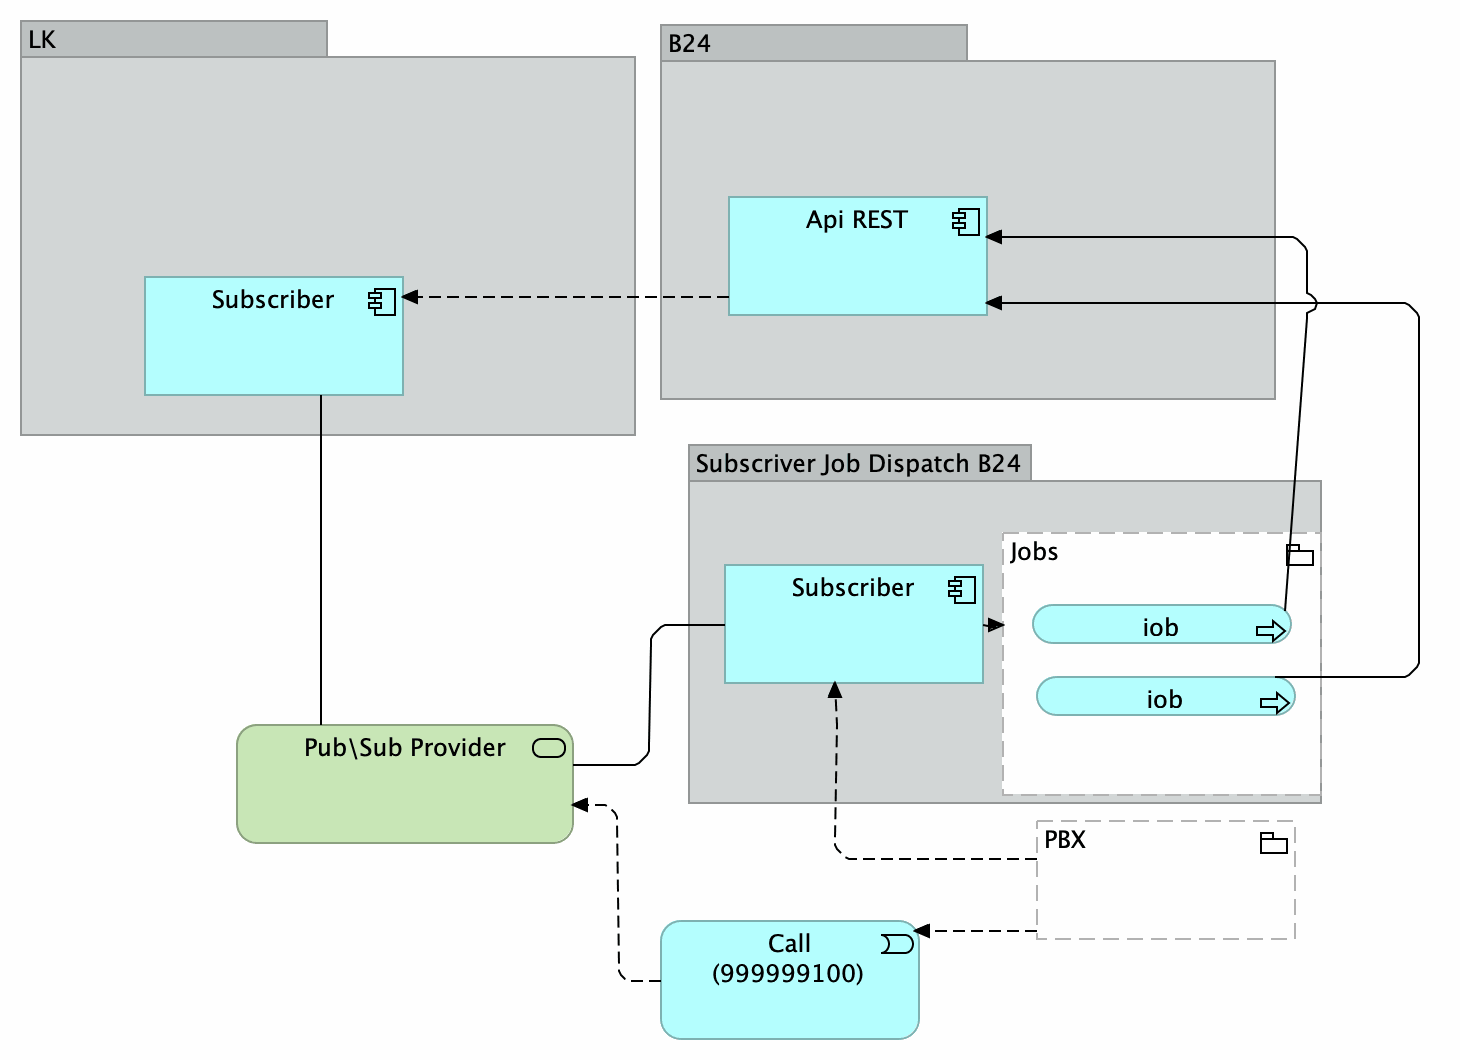 LK
B24
Api REST
Subscriber
Subscriver Job Dispatch B24
Jobs
Subscriber
iob
iob
Pub\Sub Provider
PBX
Call
(999999100)